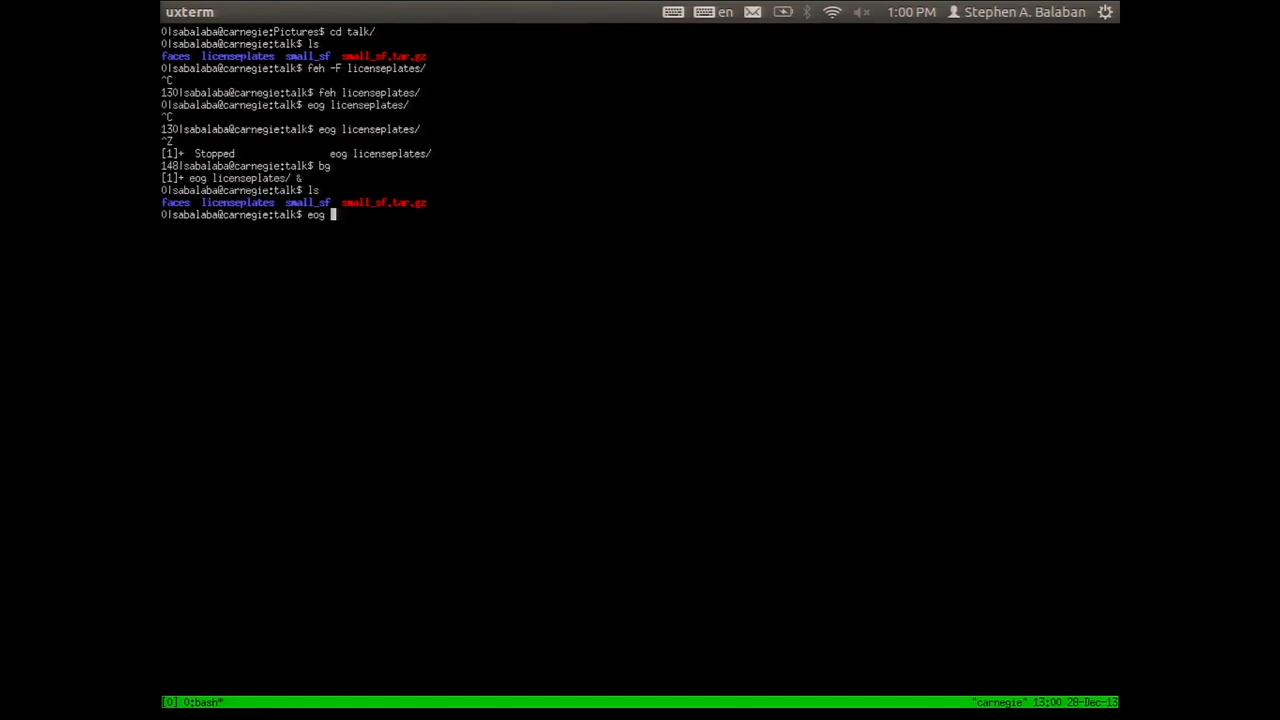 uxterm en 1:00 PM Stephen A. Balaban
0|sabalaba@carnegie:Pictures$ cd talk/
0|sabalaba@carnegie:talk$ ls
faces licenseplates small_sf small_sf.tar.gz
0|sabalaba@carnegie:talk$ feh -F licenseplates/
^C
130|sabalaba@carnegie:talk$ feh licenseplates/
0|sabalaba@carnegie:talk$ eog licenseplates/
^C
130|sabalaba@carnegie:talk$ eog licenseplates/
^Z
[1]+ Stopped eog licenseplates/
148|sabalaba@carnegie:talk$ bg
[1]+ eog licenseplates/ &
0|sabalaba@carnegie:talk$ ls
faces licenseplates small_sf small_sf.tar.gz
0|sabalaba@carnegie:talk$ eog
[0] 0:bash* "carnegie" 13:00 28-Dec-13